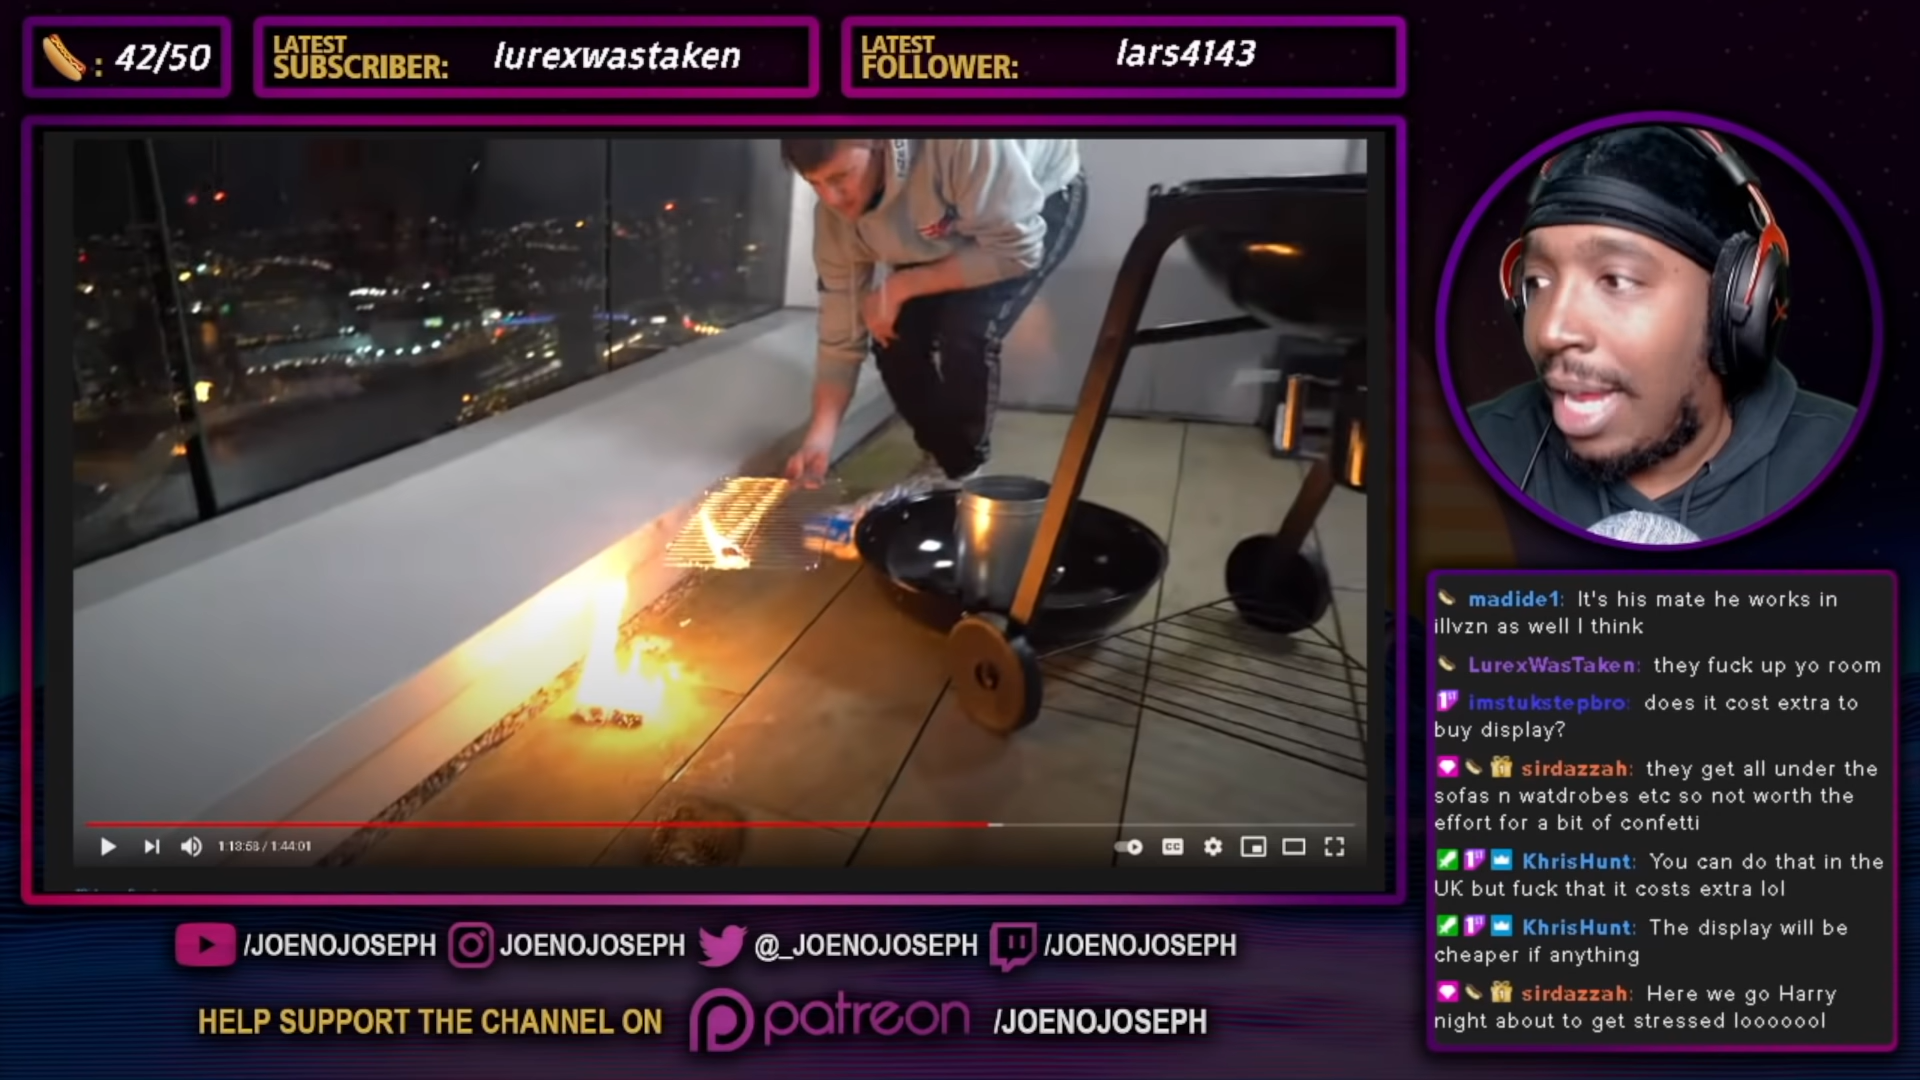 : 42/50
LATEST
SUBSCRIBER:
lurexwastaken
LATEST
FOLLOWER:
lars4143
1:13:58 / 1:44:01
CC
madide1: It's his mate he works in
illvzn as well I think
LurexWasTaken: they fuck up yo room
imstukstepbro: does it cost extra to
buy display?
sirdazzah: they get all under the
sofas n watdrobes etc so not worth the
effort for a bit of confetti
KhrisHunt: You can do that in the
UK but fuck that it costs extra lol
KhrisHunt: The display will be
cheaper if anything
sirdazzah: Here we go Harry
night about to get stressed looooool
/JOENOJOSEPH JOENOJOSEPH @_JOENOJOSEPH /JOENOJOSEPH
HELP SUPPORT THE CHANNEL ON patreon /JOENOJOSEPH